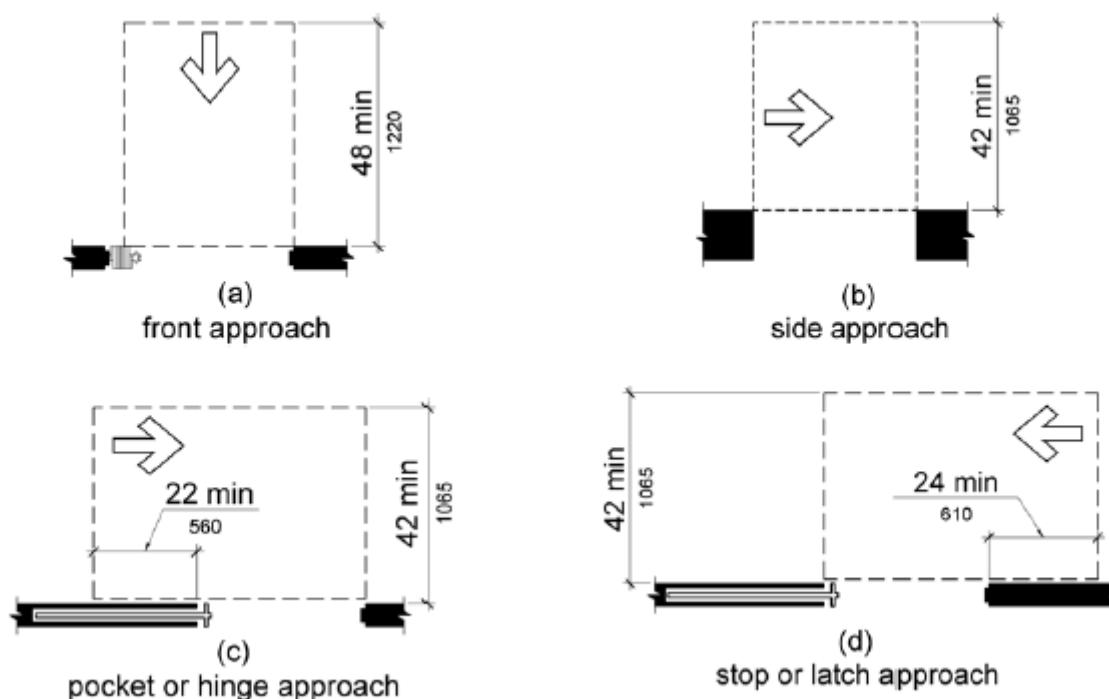 48 min
1220
(a)
front approach
42 min
1065
(b)
side approach
22 min
560
42 min
1065
(c)
pocket or hinge approach
42 min
1065
24 min
610
(d)
stop or latch approach